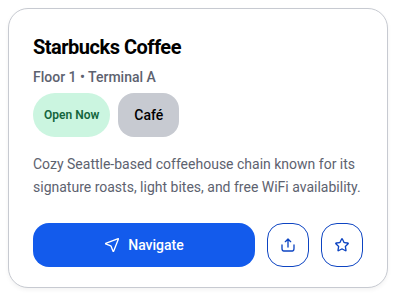 Starbucks Coffee
Floor 1 • Terminal A
Open Now Café
Cozy Seattle-based coffeehouse chain known for its
signature roasts, light bites, and free WiFi availability.
Navigate